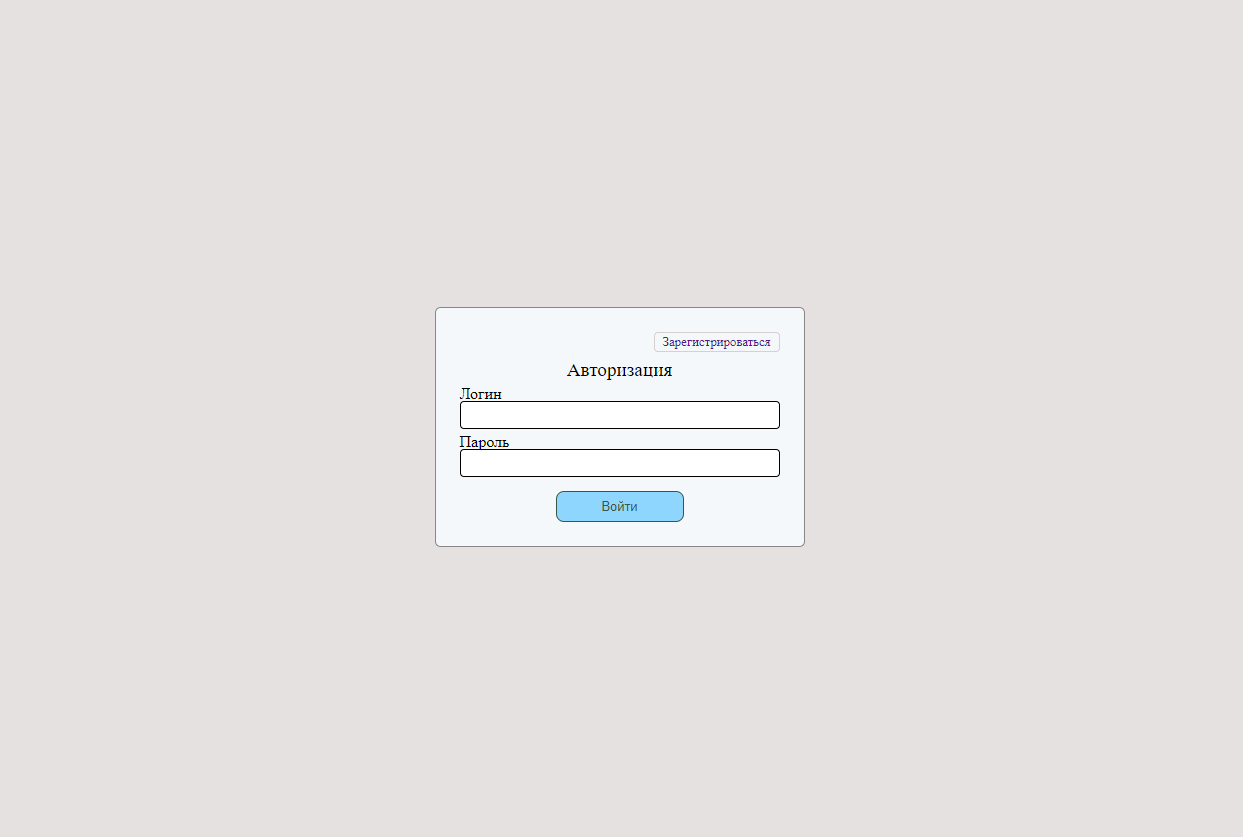 Зарегистрироваться
Авторизация
Логин
Пароль
Войти